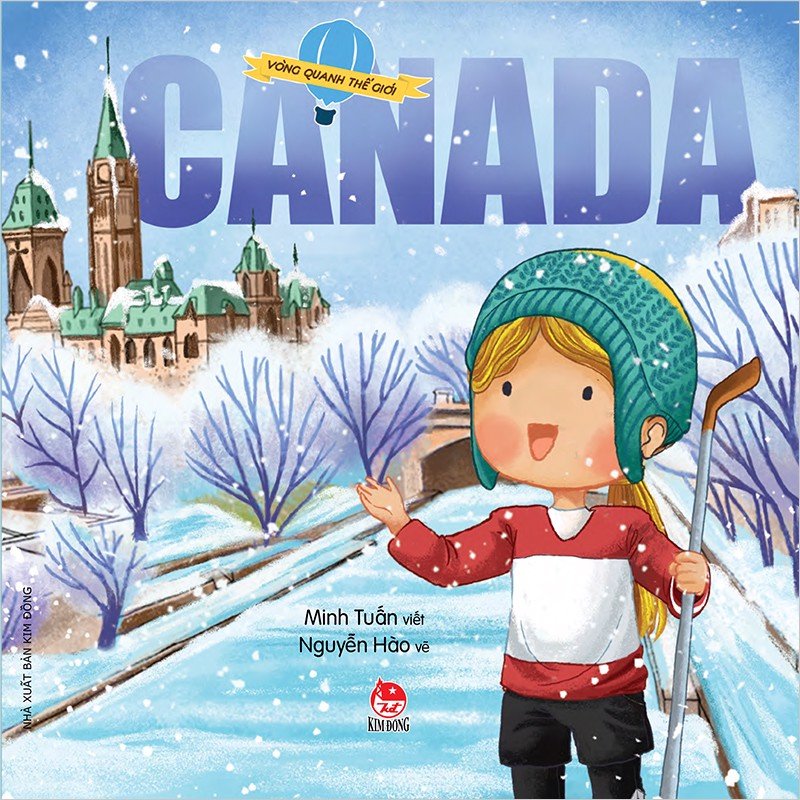 VÒNG QUANH THẾ GIỚI
CANADA
Minh Tuấn viết
Nguyễn Hào vẽ
KIM ĐỒNG
NHÀ XUẤT BẢN KIM ĐỒNG